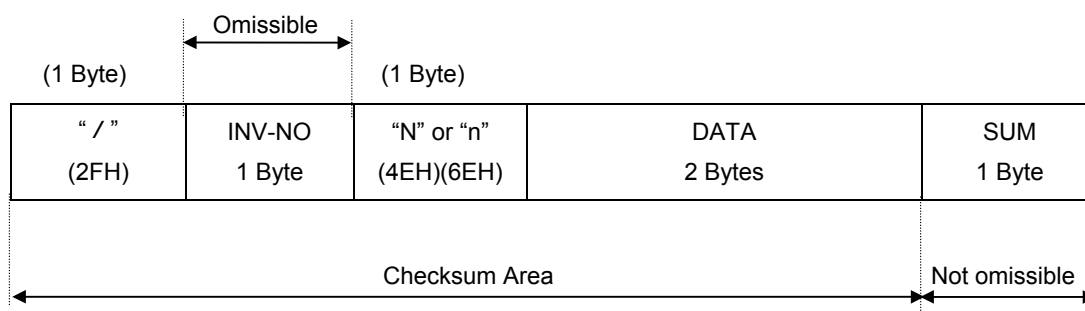 Omissible
(1 Byte) (1 Byte)
“ / ” INV-NO “N” or “n” DATA SUM
(2FH) 1 Byte (4EH)(6EH) 2 Bytes 1 Byte
Checksum Area Not omissible